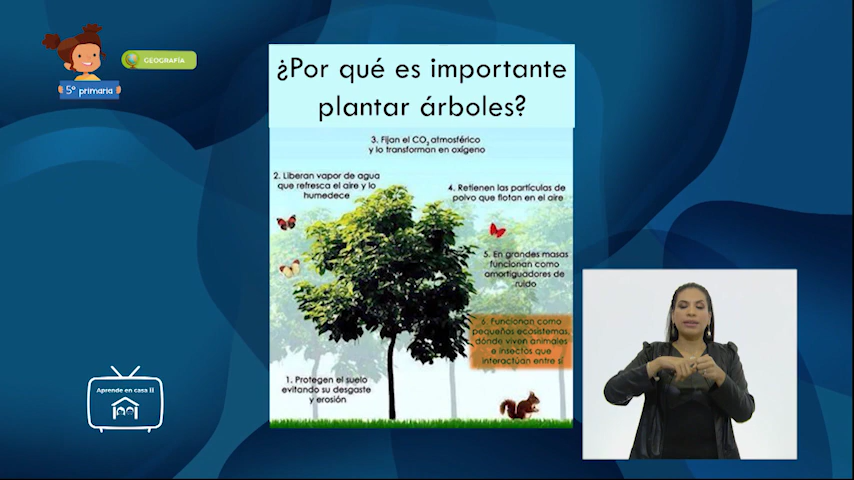 5° primaria
GEOGRAFÍA
¿Por qué es importante
plantar árboles?
3. Fijan el CO2 atmosférico
y lo transforman en oxígeno
2. Liberan vapor de agua
que refresca el aire y lo
humedece
4. Retienen las partículas de
polvo que flotan en el aire
5. En grandes masas
funcionan como
amortiguadores de
ruido
6. Funcionan como
pequeños ecosistemas,
donde viven animales
e insectos que
interactúan entre sí
1. Protegen el suelo
evitando su desgaste
y erosión
Aprende en casa II